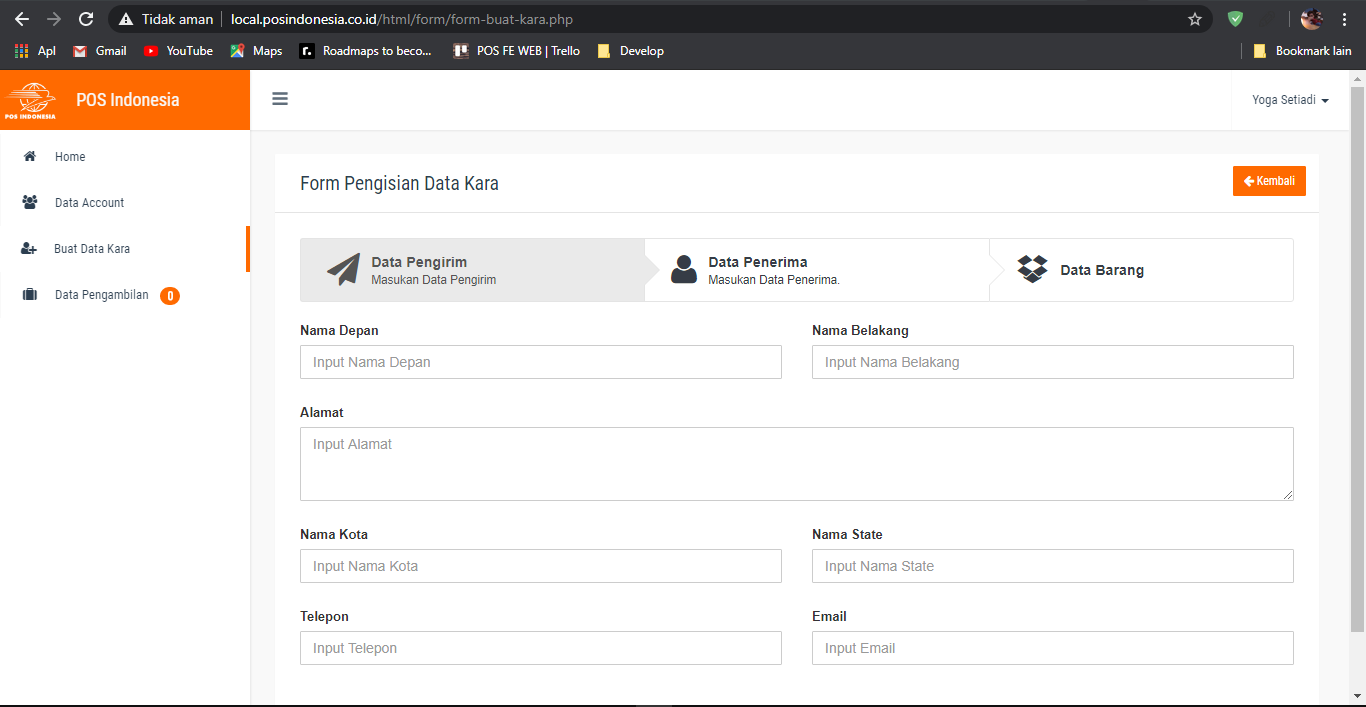 Tidak aman local.posindonesia.co.id/html/form/form-buat-kara.php
Apl Gmail YouTube Maps r. Roadmaps to beco... POS FE WEB | Trello Develop Bookmark lain
POS INDONESIA POS Indonesia Yoga Setiadi
Home
Data Account
Buat Data Kara
Data Pengambilan 0
Form Pengisian Data Kara Kembali
Data Pengirim
Masukan Data Pengirim
Data Penerima
Masukan Data Penerima.
Data Barang
Nama Depan Nama Belakang
Input Nama Depan Input Nama Belakang
Alamat
Input Alamat
Nama Kota Nama State
Input Nama Kota Input Nama State
Telepon Email
Input Telepon Input Email